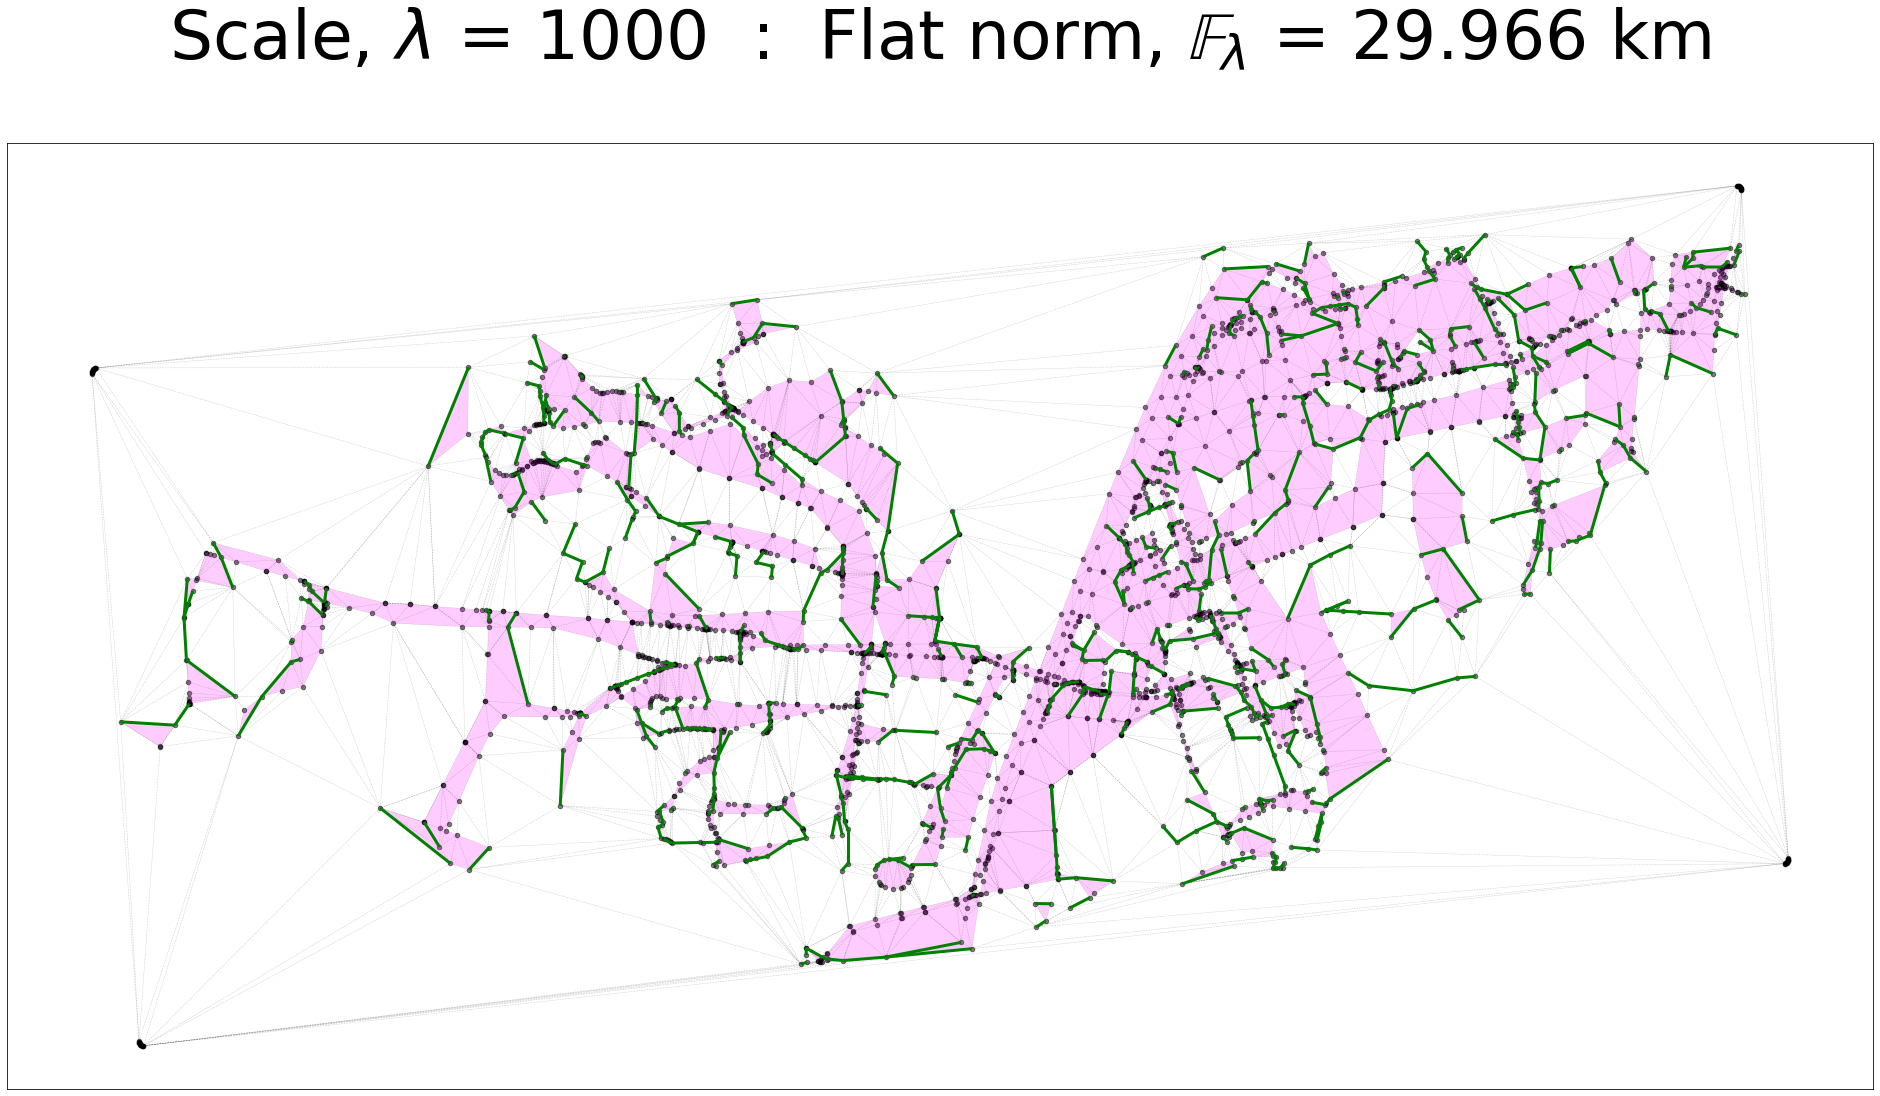 Scale, λ = 1000 : Flat norm, 𝔽λ = 29.966 km